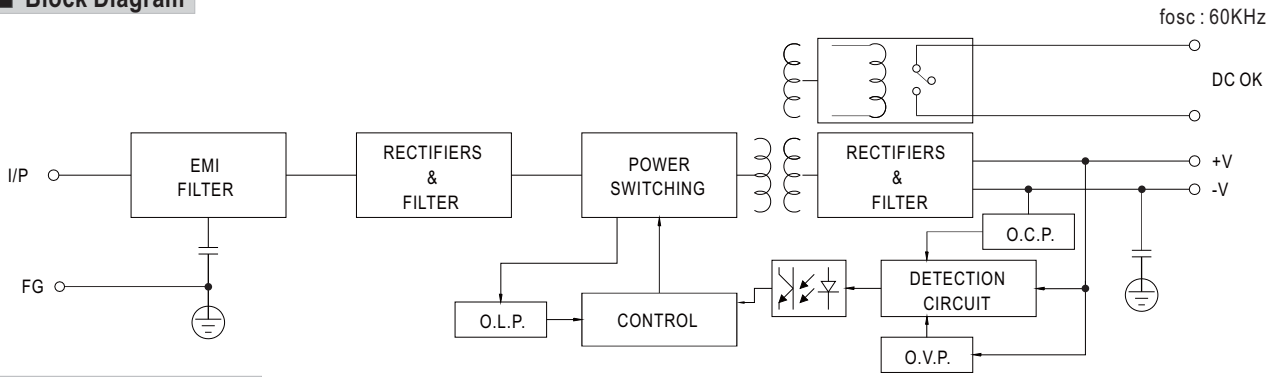 ■ Block Diagram
fosc : 60KHz
DC OK
I/P
EMI
FILTER
RECTIFIERS
&
FILTER
POWER
SWITCHING
RECTIFIERS
&
FILTER
+V
-V
O.C.P.
FG
O.L.P.
CONTROL
DETECTION
CIRCUIT
O.V.P.